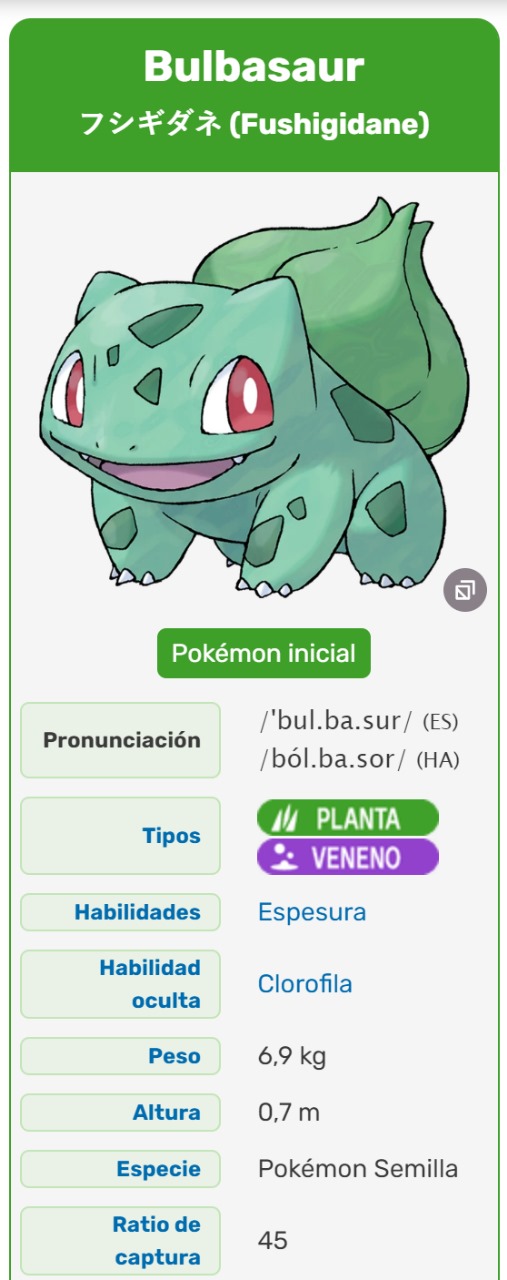 Bulbasaur
フシギダネ (Fushigidane)
Pokémon inicial
Pronunciación
/'bul.ba.sur/ (ES)
/ból.ba.sor/ (HA)
Tipos
PLANTA
VENENO
Habilidades
Espesura
Habilidad
oculta
Clorofila
Peso
6,9 kg
Altura
0,7 m
Especie
Pokémon Semilla
Ratio de
captura
45